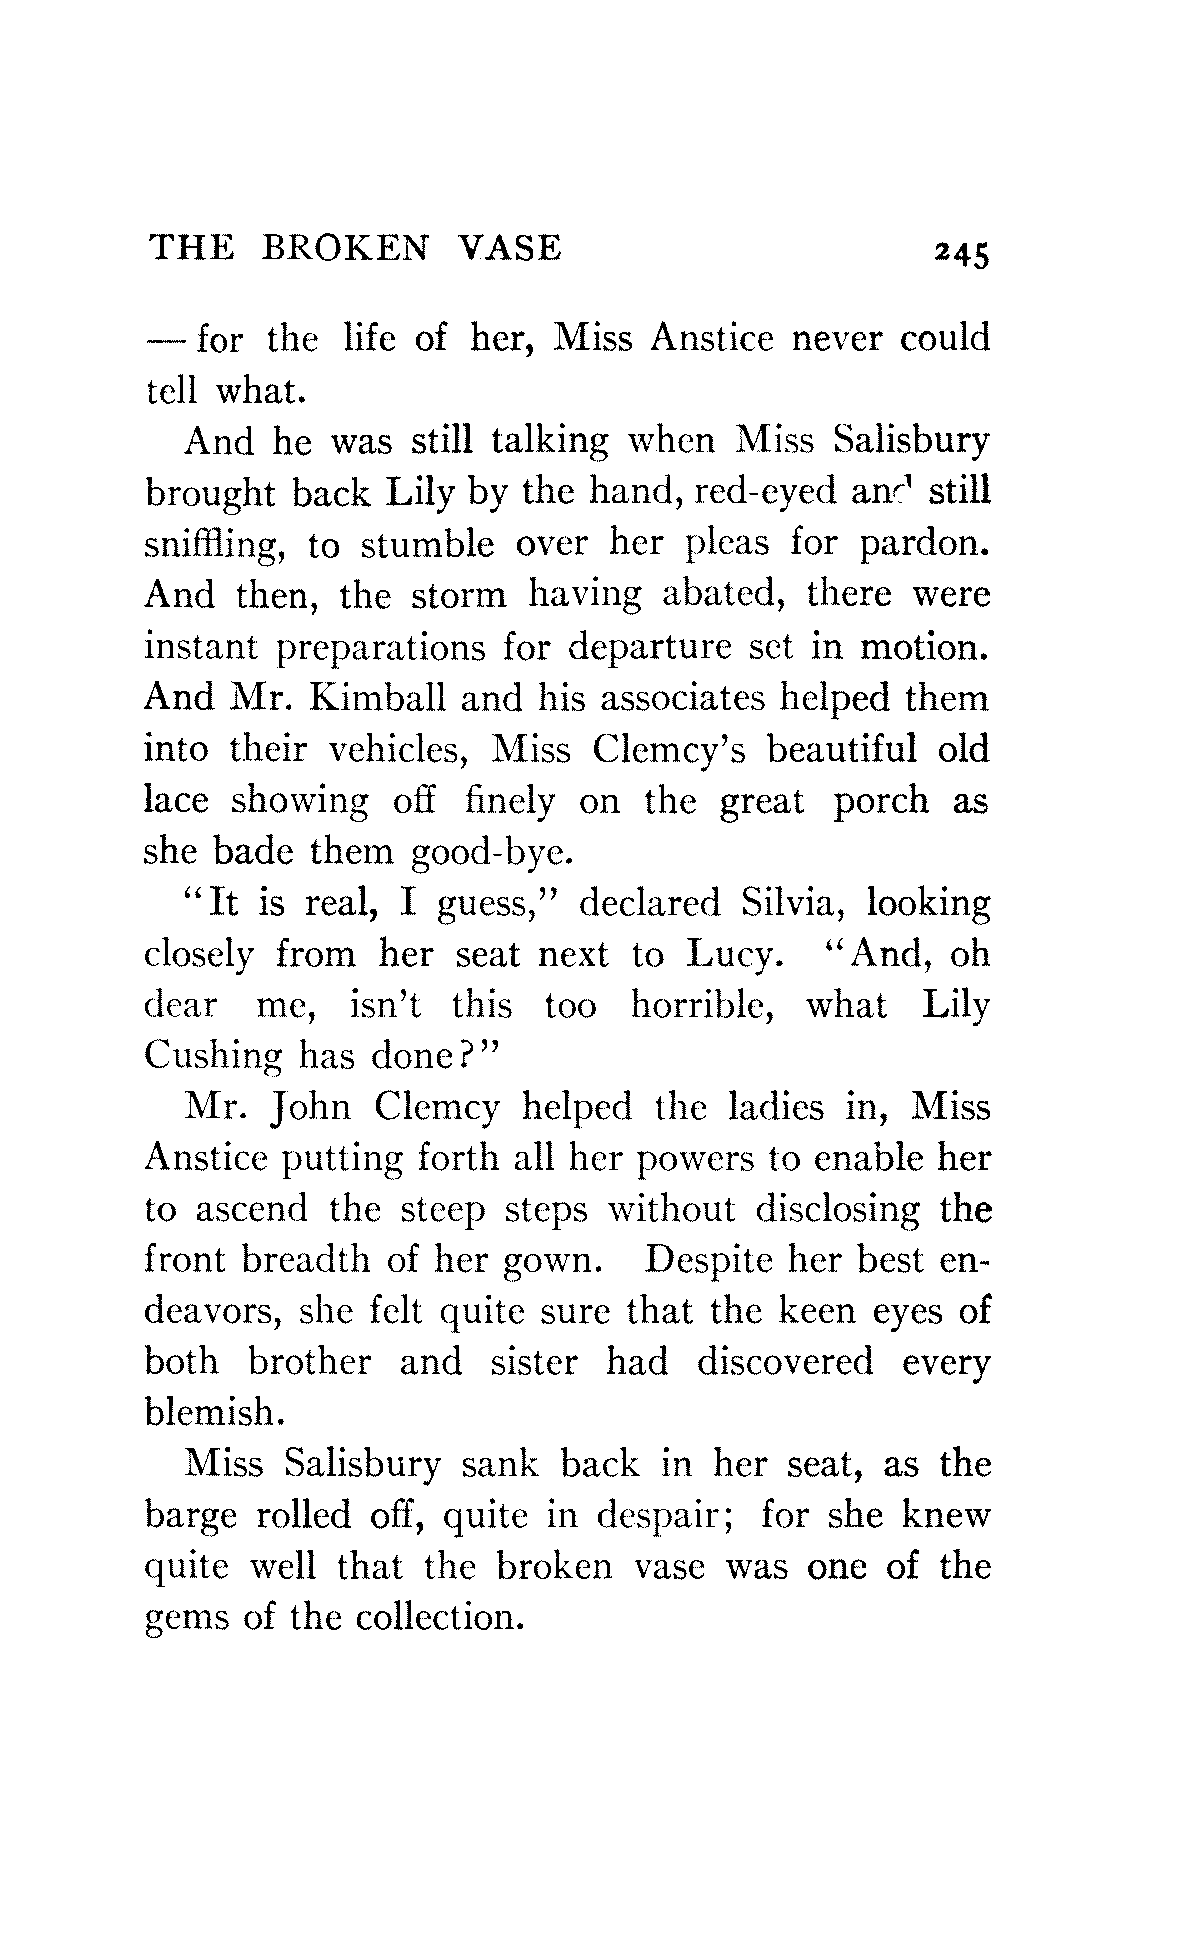 THE BROKEN VASE 245
— for the life of her, Miss Anstice never could
tell what.
And he was still talking when Miss Salisbury
brought back Lily by the hand, red-eyed and still
sniffling, to stumble over her pleas for pardon.
And then, the storm having abated, there were
instant preparations for departure set in motion.
And Mr. Kimball and his associates helped them
into their vehicles, Miss Clemcy's beautiful old
lace showing off finely on the great porch as
she bade them good-bye.
"It is real, I guess," declared Silvia, looking
closely from her seat next to Lucy. "And, oh
dear me, isn't this too horrible, what Lily
Cushing has done?"
Mr. John Clemcy helped the ladies in, Miss
Anstice putting forth all her powers to enable her
to ascend the steep steps without disclosing the
front breadth of her gown. Despite her best en-
deavors, she felt quite sure that the keen eyes of
both brother and sister had discovered every
blemish.
Miss Salisbury sank back in her seat, as the
barge rolled off, quite in despair; for she knew
quite well that the broken vase was one of the
gems of the collection.